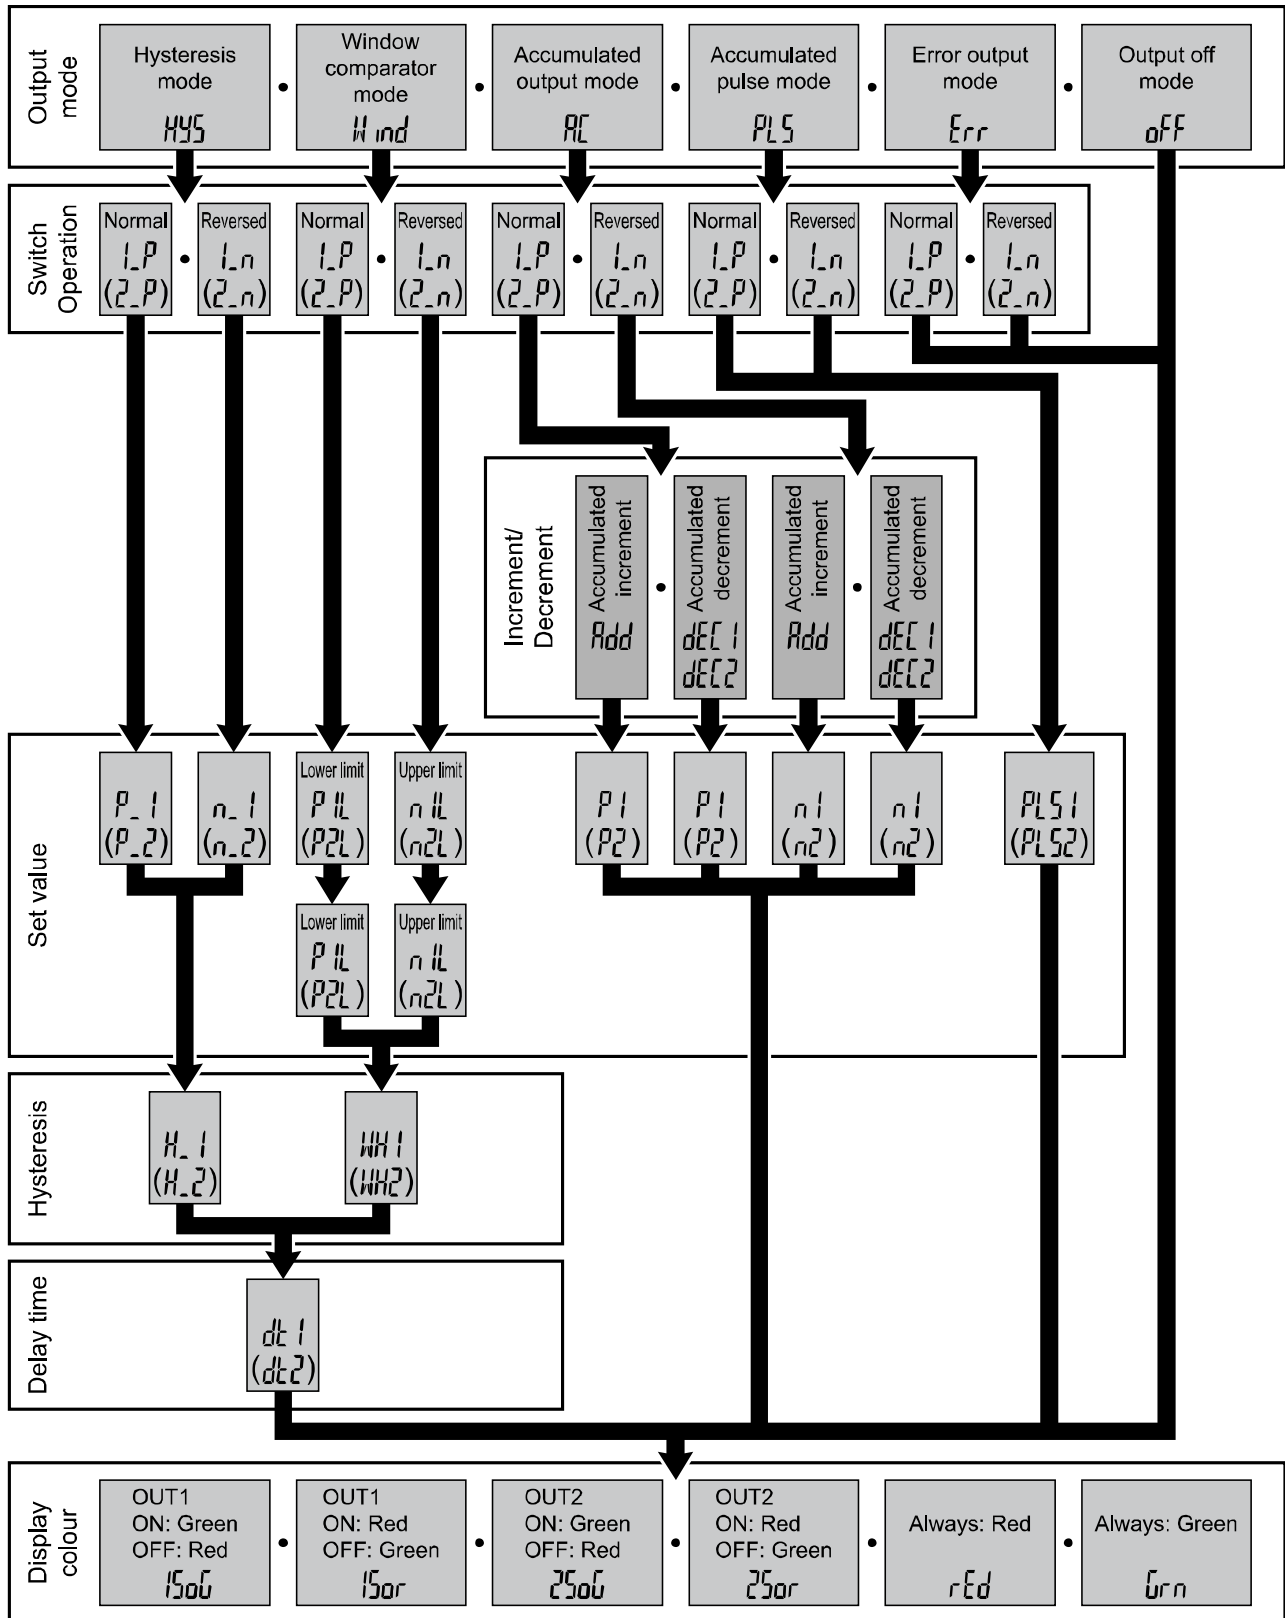 Output mode
Hysteresis
mode
HYS
Window
comparator
mode
Wind
Accumulated
output mode
AC
Accumulated
pulse mode
PLS
Error output
mode
Err
Output off
mode
oFF
Switch
Operation
Normal
1_P
(2_P)
Reversed
1_n
(2_n)
Normal
1_P
(2_P)
Reversed
1_n
(2_n)
Normal
1_P
(2_P)
Reversed
1_n
(2_n)
Normal
1_P
(2_P)
Reversed
1_n
(2_n)
Normal
1_P
(2_P)
Reversed
1_n
(2_n)
Increment/
Decrement
Accumulated
increment
Add
Accumulated
decrement
dEC1
dEC2
Accumulated
increment
Add
Accumulated
decrement
dEC1
dEC2
Set value
P_1
(P_2)
n_1
(n_2)
Lower limit
P1L
(P2L)
Upper limit
n1L
(n2L)
P1
(P2)
P1
(P2)
n1
(n2)
n1
(n2)
PLS1
(PLS2)
Lower limit
P1L
(P2L)
Upper limit
n1L
(n2L)
Hysteresis
H_1
(H_2)
WH1
(WH2)
Delay time
dt1
(dt2)
Display
colour
OUT1
ON: Green
OFF: Red
1SoG
OUT1
ON: Red
OFF: Green
1Sor
OUT2
ON: Green
OFF: Red
2SoG
OUT2
ON: Red
OFF: Green
2Sor
Always: Red
rEd
Always: Green
Grn